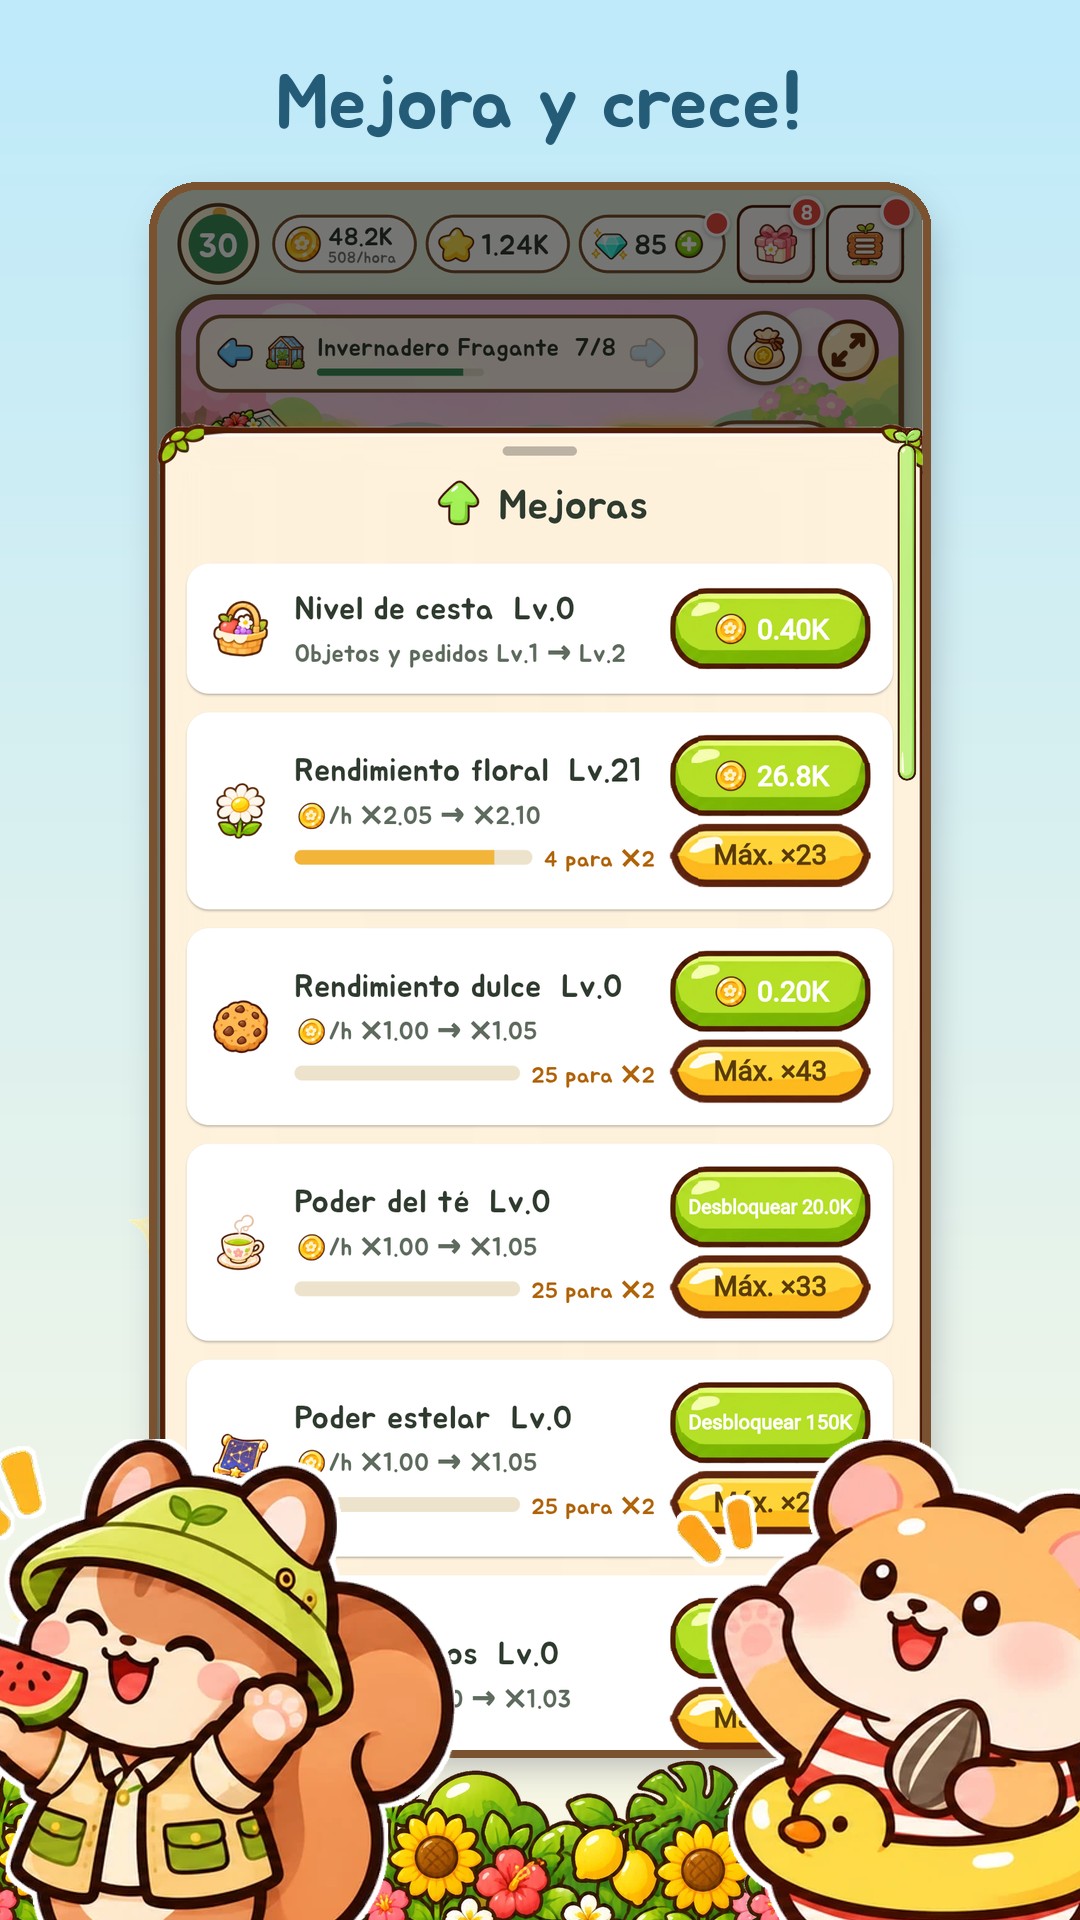 Mejora y crece!
30
48.2K
508/hora
1.24K
85
8
Invernadero Fragante 7/8
Mejoras
Nivel de cesta Lv.0
Objetos y pedidos Lv.1 → Lv.2
0.40K
Rendimiento floral Lv.21
/h ×2.05 → ×2.10
4 para ×2
26.8K
Máx. ×23
Rendimiento dulce Lv.0
/h ×1.00 → ×1.05
25 para ×2
0.20K
Máx. ×43
Poder del té Lv.0
/h ×1.00 → ×1.05
25 para ×2
Desbloquear 20.0K
Máx. ×33
Poder estelar Lv.0
/h ×1.00 → ×1.05
25 para ×2
Desbloquear 150K
Máx. ×2
Lv.0
→ ×1.03